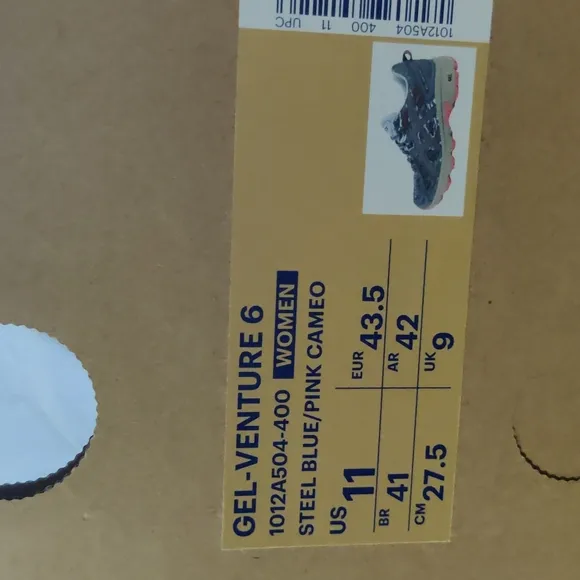 GEL-VENTURE 6
1012A504-400 WOMEN
STEEL BLUE/PINK CAMEO
US 11 EUR 43.5
BR 41 AR 42
CM 27.5 UK 9
1012A504 400 11 UPC